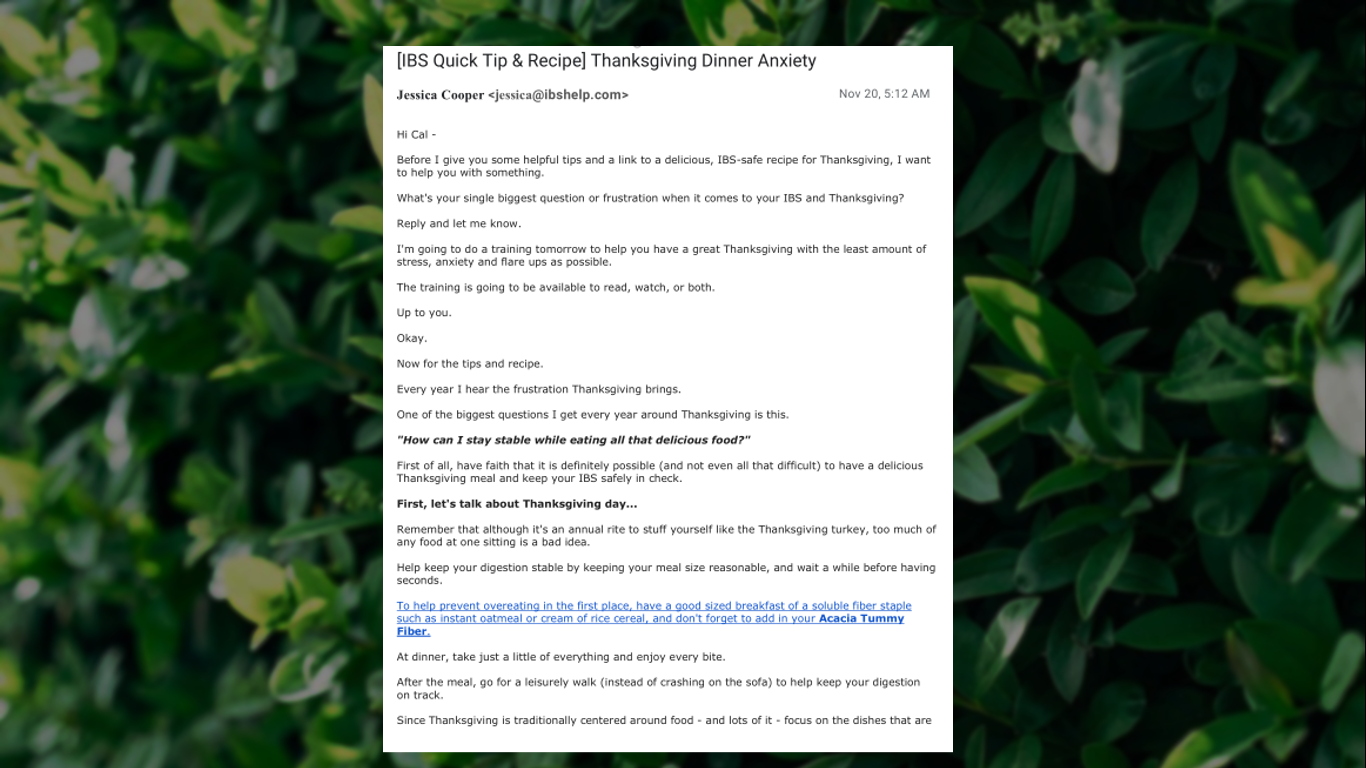 [IBS Quick Tip & Recipe] Thanksgiving Dinner Anxiety
Jessica Cooper <jessica@ibshelp.com>
Nov 20, 5:12 AM
Hi Cal -
Before I give you some helpful tips and a link to a delicious, IBS-safe recipe for Thanksgiving, I want
to help you with something.
What's your single biggest question or frustration when it comes to your IBS and Thanksgiving?
Reply and let me know.
I'm going to do a training tomorrow to help you have a great Thanksgiving with the least amount of
stress, anxiety and flare ups as possible.
The training is going to be available to read, watch, or both.
Up to you.
Okay.
Now for the tips and recipe.
Every year I hear the frustration Thanksgiving brings.
One of the biggest questions I get every year around Thanksgiving is this.
"How can I stay stable while eating all that delicious food?"
First of all, have faith that it is definitely possible (and not even all that difficult) to have a delicious
Thanksgiving meal and keep your IBS safely in check.
First, let's talk about Thanksgiving day...
Remember that although it's an annual rite to stuff yourself like the Thanksgiving turkey, too much of
any food at one sitting is a bad idea.
Help keep your digestion stable by keeping your meal size reasonable, and wait a while before having
seconds.
To help prevent overeating in the first place, have a good sized breakfast of a soluble fiber staple
such as instant oatmeal or cream of rice cereal, and don't forget to add in your Acacia Tummy
Fiber.
At dinner, take just a little of everything and enjoy every bite.
After the meal, go for a leisurely walk (instead of crashing on the sofa) to help keep your digestion
on track.
Since Thanksgiving is traditionally centered around food - and lots of it - focus on the dishes that are